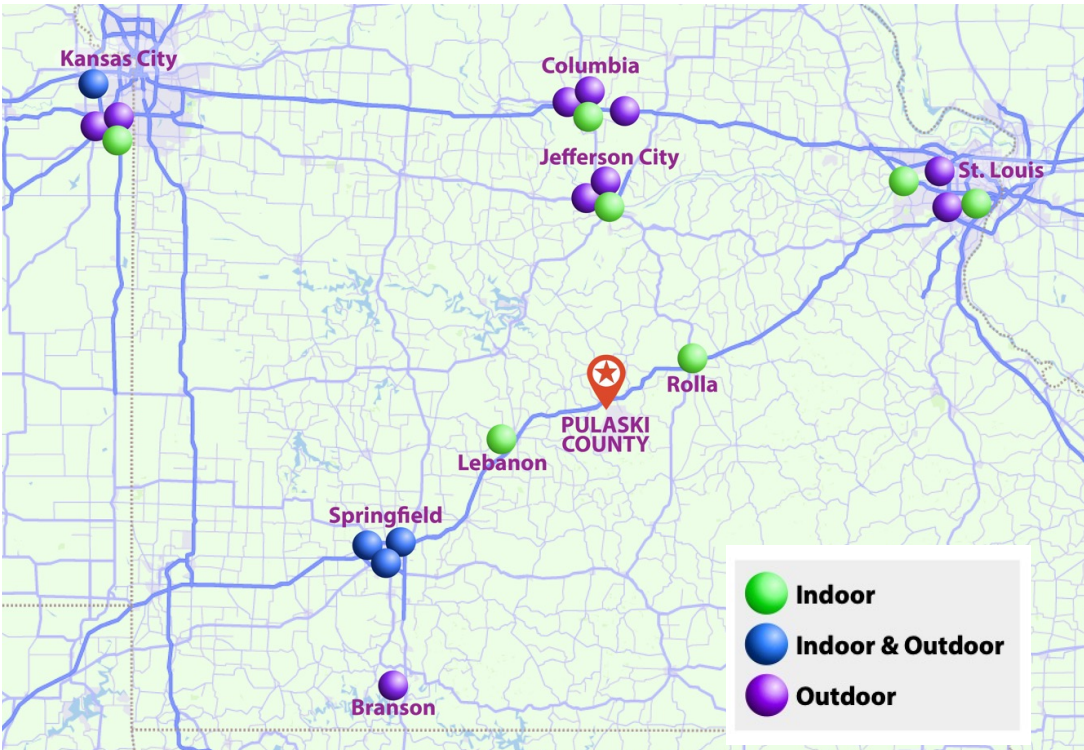 Kansas City
Columbia
Jefferson City
St. Louis
Rolla
PULASKI
COUNTY
Lebanon
Springfield
Branson
Indoor
Indoor & Outdoor
Outdoor